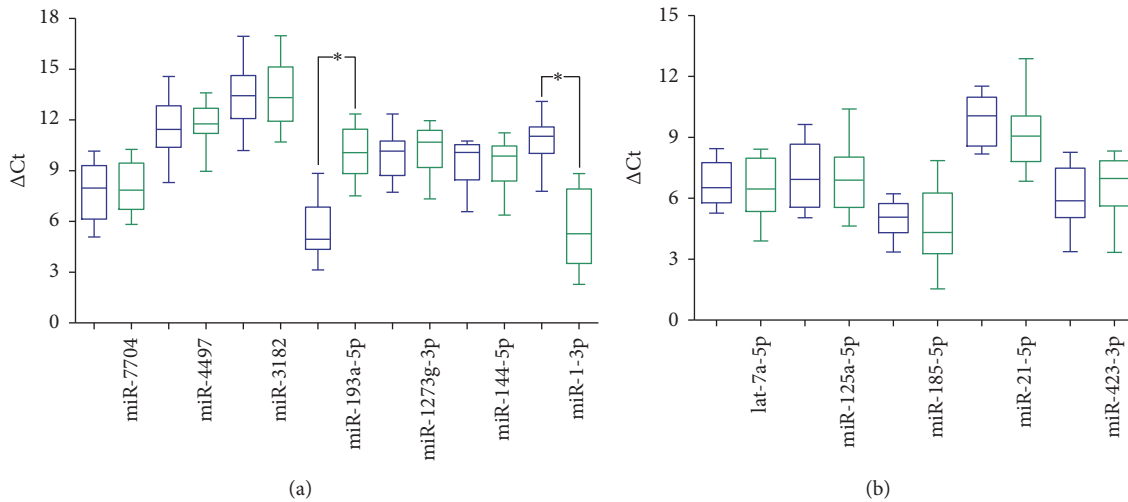 18
15
12
9
6
3
0
ΔCt
*
*
miR-7704
miR-4497
miR-3182
miR-193a-5p
miR-1273g-3p
miR-144-5p
miR-1-3p
(a)
15
12
9
6
3
0
ΔCt
lat-7a-5p
miR-125a-5p
miR-185-5p
miR-21-5p
miR-423-3p
(b)